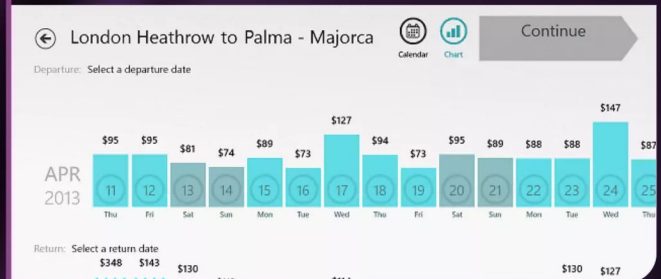 London Heathrow to Palma - Majorca
Continue
Calendar Chart
Departure: Select a departure date
$95 $95 $81 $74 $89 $73 $127 $94 $73 $95 $89 $88 $88 $147 $87
APR
2013
11 12 13 14 15 16 17 18 19 20 21 22 23 24 25
Thu Fri Sat Sun Mon Tue Wed Thu Fri Sat Sun Mon Tue Wed Thu
Return: Select a return date
$348 $143 $130 $130 $127